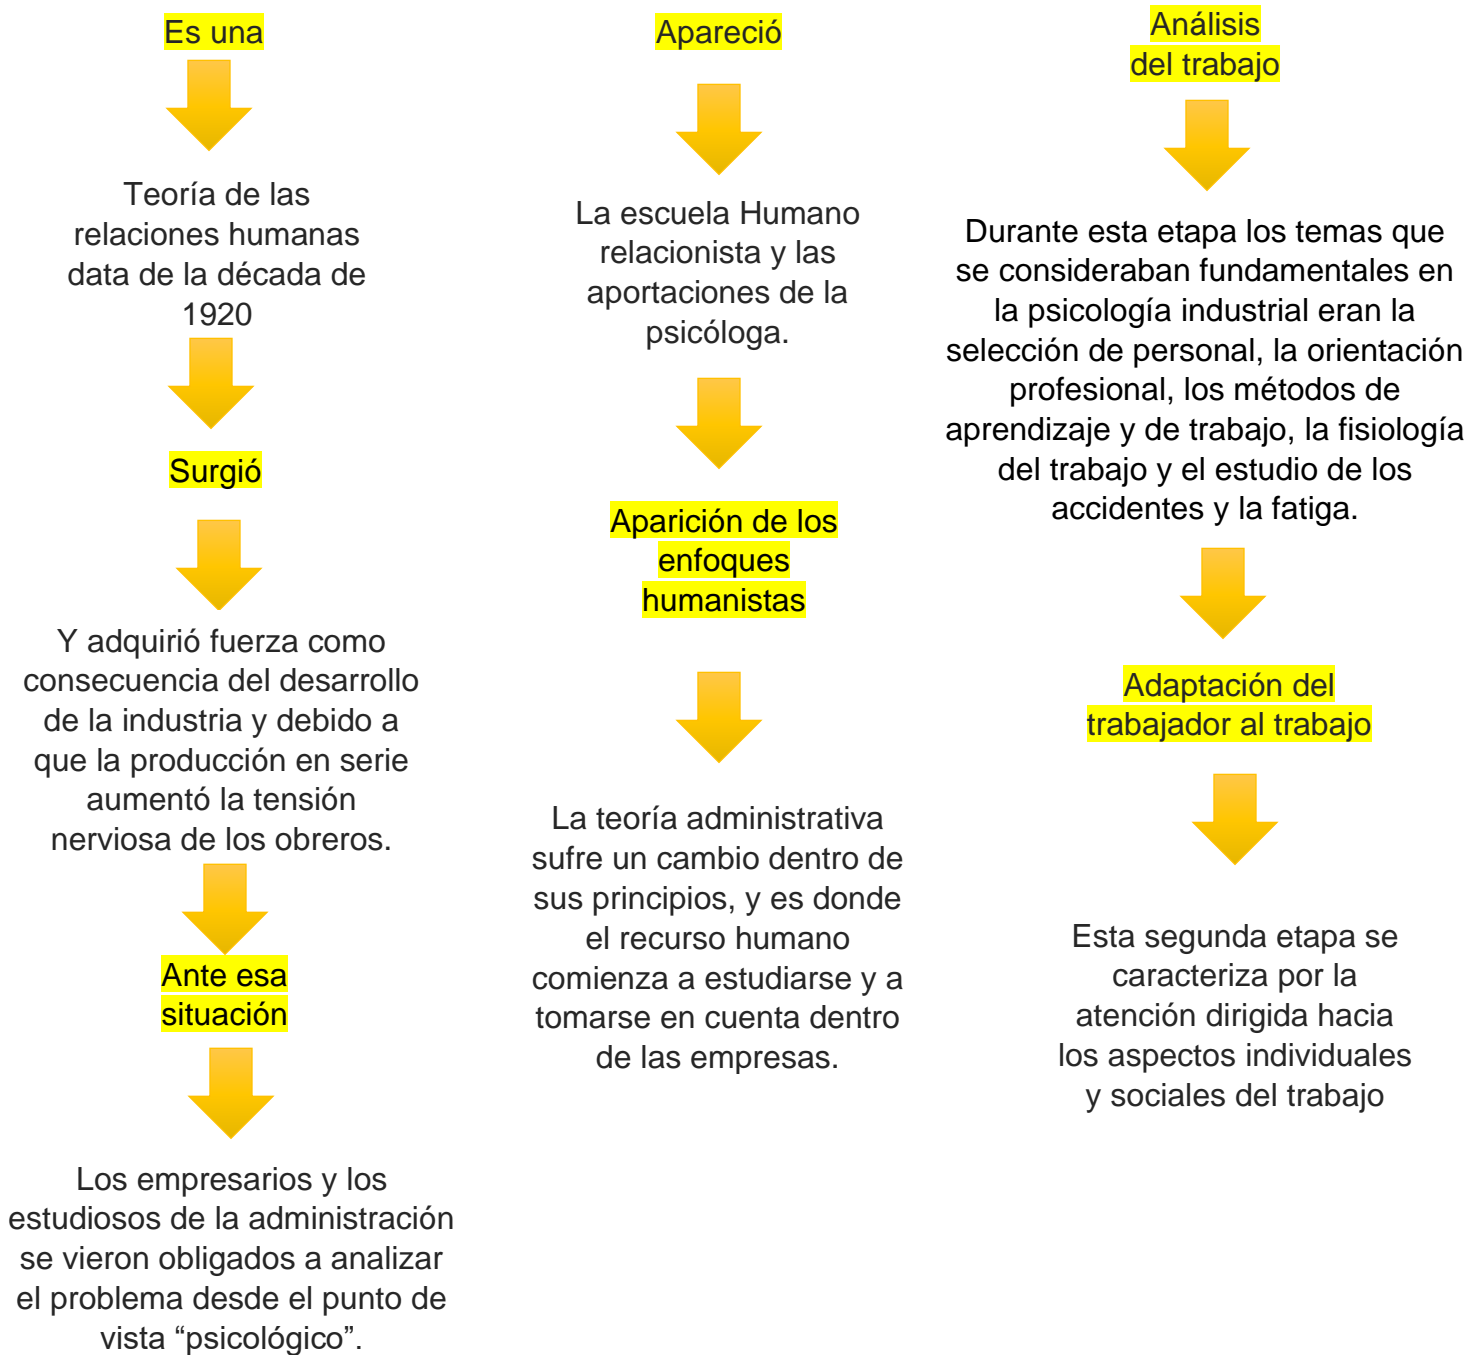 Es una
Teoría de las
relaciones humanas
data de la década de
1920
Surgió
Y adquirió fuerza como
consecuencia del desarrollo
de la industria y debido a
que la producción en serie
aumentó la tensión
nerviosa de los obreros.
Ante esa
situación
Los empresarios y los
estudiosos de la administración
se vieron obligados a analizar
el problema desde el punto de
vista “psicológico”.
Apareció
La escuela Humano
relacionista y las
aportaciones de la
psicóloga.
Aparición de los
enfoques
humanistas
La teoría administrativa
sufre un cambio dentro de
sus principios, y es donde
el recurso humano
comienza a estudiarse y a
tomarse en cuenta dentro
de las empresas.
Análisis
del trabajo
Durante esta etapa los temas que
se consideraban fundamentales en
la psicología industrial eran la
selección de personal, la orientación
profesional, los métodos de
aprendizaje y de trabajo, la fisiología
del trabajo y el estudio de los
accidentes y la fatiga.
Adaptación del
trabajador al trabajo
Esta segunda etapa se
caracteriza por la
atención dirigida hacia
los aspectos individuales
y sociales del trabajo